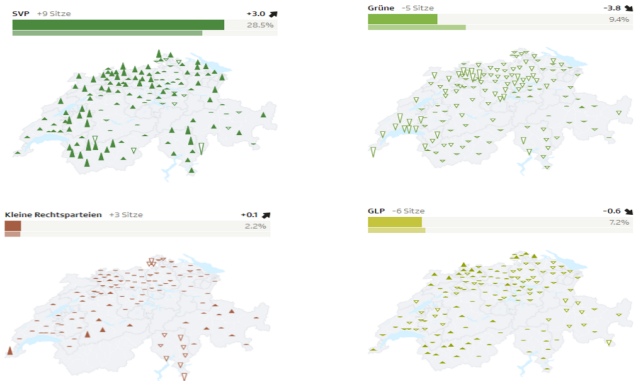 SVP +9 Sitze +3.0
28.5%
Grüne -5 Sitze -3.8
9.4%
Kleine Rechtsparteien +3 Sitze +0.1
2.2%
GLP -6 Sitze -0.6
7.2%